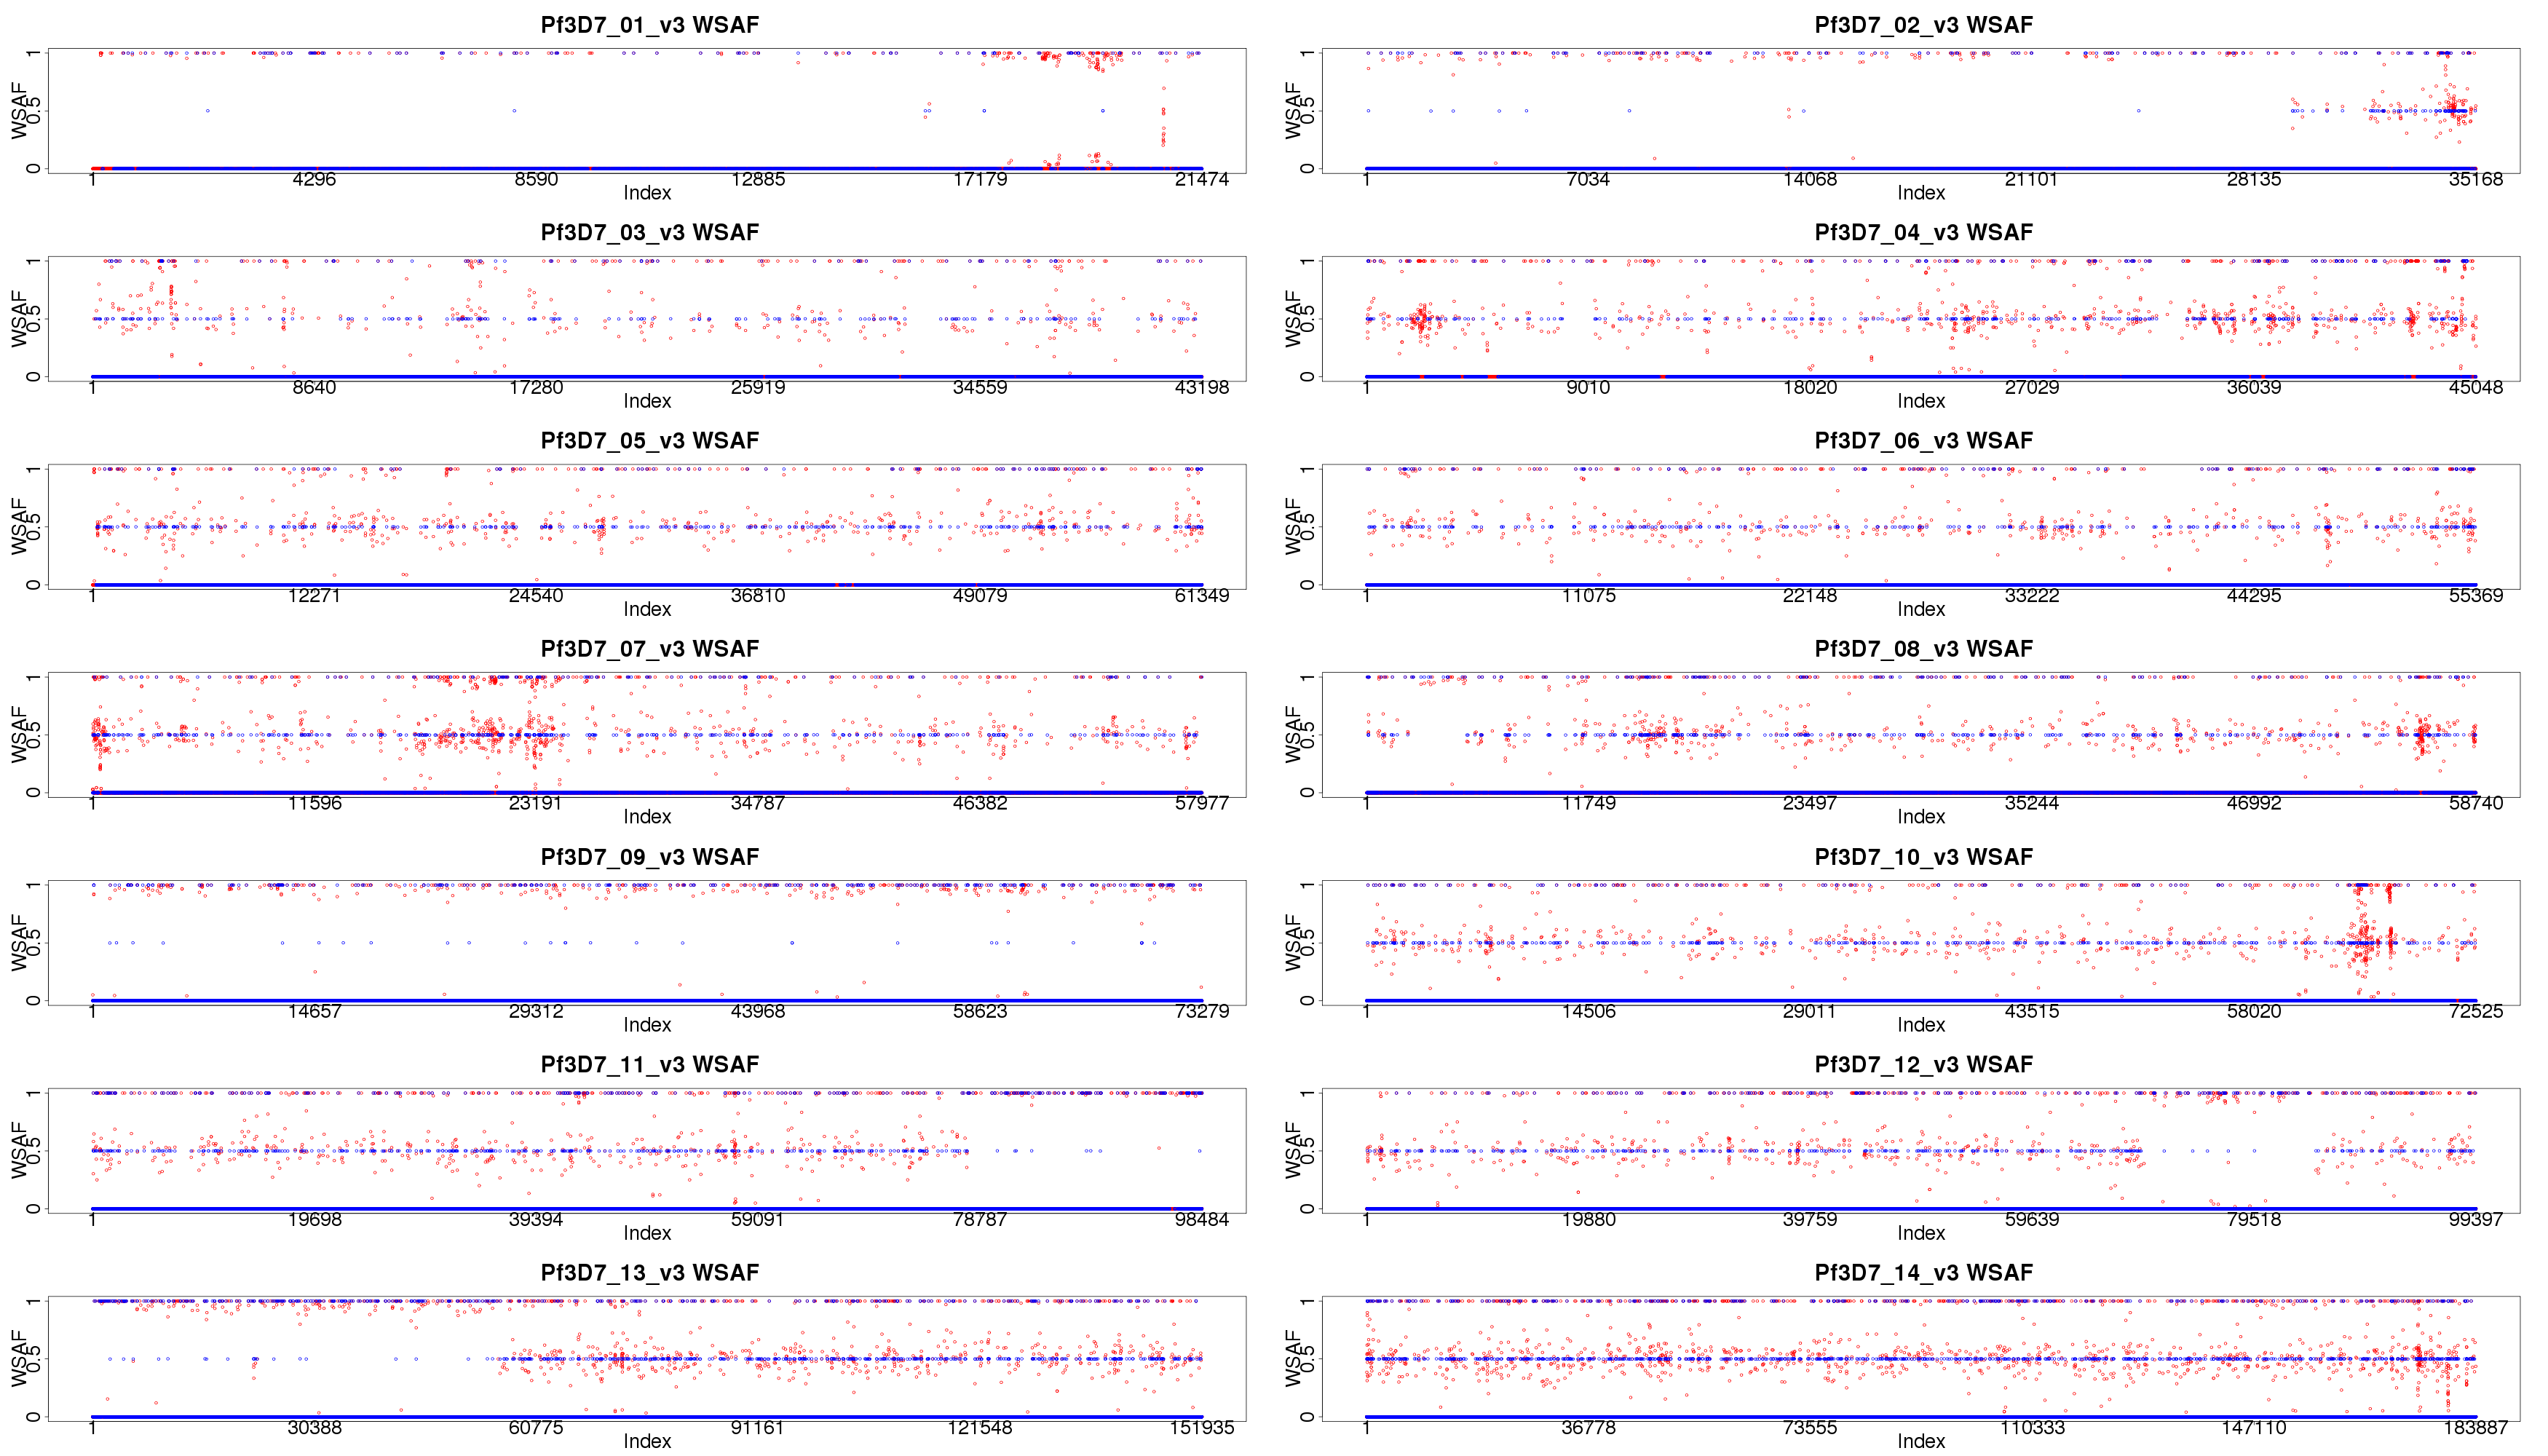 Pf3D7_01_v3 WSAF
WSAF
0 0.5 1
1 4296 8590 12885 17179 21474
Index
Pf3D7_02_v3 WSAF
WSAF
0 0.5 1
1 7034 14068 21101 28135 35168
Index
Pf3D7_03_v3 WSAF
WSAF
0 0.5 1
1 8640 17280 25919 34559 43198
Index
Pf3D7_04_v3 WSAF
WSAF
0 0.5 1
1 9010 18020 27029 36039 45048
Index
Pf3D7_05_v3 WSAF
WSAF
0 0.5 1
1 12271 24540 36810 49079 61349
Index
Pf3D7_06_v3 WSAF
WSAF
0 0.5 1
1 11075 22148 33222 44295 55369
Index
Pf3D7_07_v3 WSAF
WSAF
0 0.5 1
1 11596 23191 34787 46382 57977
Index
Pf3D7_08_v3 WSAF
WSAF
0 0.5 1
1 11749 23497 35244 46992 58740
Index
Pf3D7_09_v3 WSAF
WSAF
0 0.5 1
1 14657 29312 43968 58623 73279
Index
Pf3D7_10_v3 WSAF
WSAF
0 0.5 1
1 14506 29011 43515 58020 72525
Index
Pf3D7_11_v3 WSAF
WSAF
0 0.5 1
1 19698 39394 59091 78787 98484
Index
Pf3D7_12_v3 WSAF
WSAF
0 0.5 1
1 19880 39759 59639 79518 99397
Index
Pf3D7_13_v3 WSAF
WSAF
0 0.5 1
1 30388 60775 91161 121548 151935
Index
Pf3D7_14_v3 WSAF
WSAF
0 0.5 1
1 36778 73555 110333 147110 183887
Index